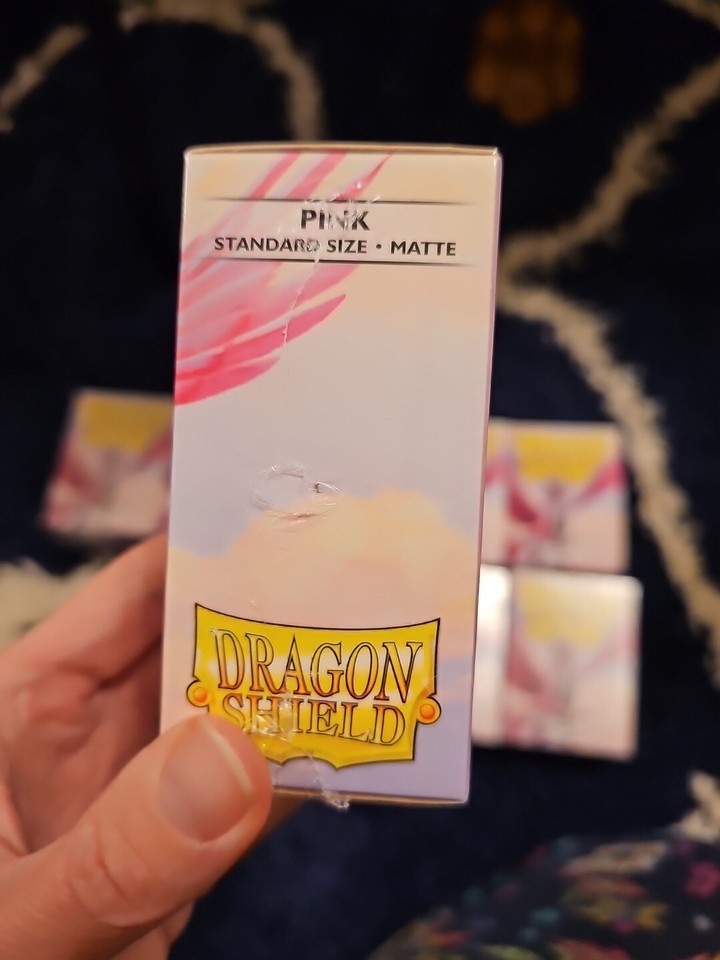 PINK
STANDARD SIZE • MATTE
DRAGON
SHIELD